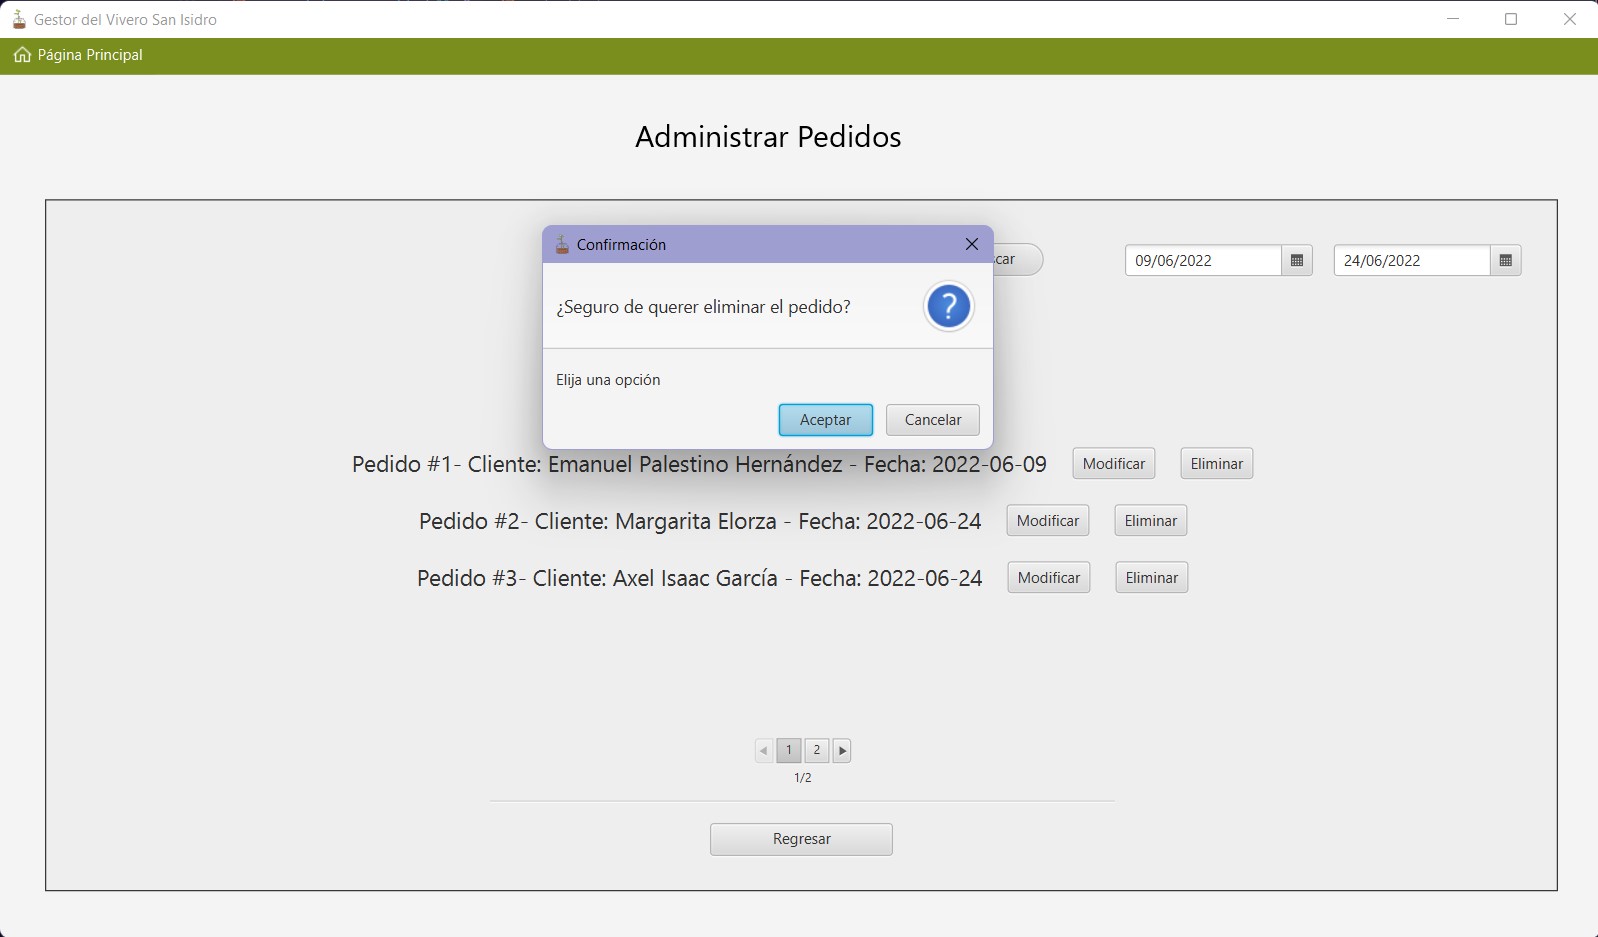 Gestor del Vivero San Isidro
Página Principal
Administrar Pedidos
Confirmación
09/06/2022
24/06/2022
¿Seguro de querer eliminar el pedido?
Elija una opción
Aceptar Cancelar
Pedido #1- Cliente: Emanuel Palestino Hernández - Fecha: 2022-06-09 Modificar Eliminar
Pedido #2- Cliente: Margarita Elorza - Fecha: 2022-06-24 Modificar Eliminar
Pedido #3- Cliente: Axel Isaac García - Fecha: 2022-06-24 Modificar Eliminar
1 2
1/2
Regresar